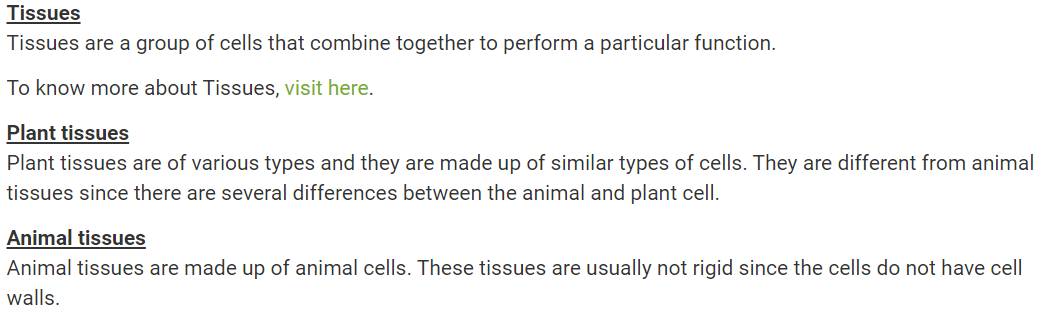 Tissues
Tissues are a group of cells that combine together to perform a particular function.
To know more about Tissues, visit here.
Plant tissues
Plant tissues are of various types and they are made up of similar types of cells. They are different from animal
tissues since there are several differences between the animal and plant cell.
Animal tissues
Animal tissues are made up of animal cells. These tissues are usually not rigid since the cells do not have cell
walls.